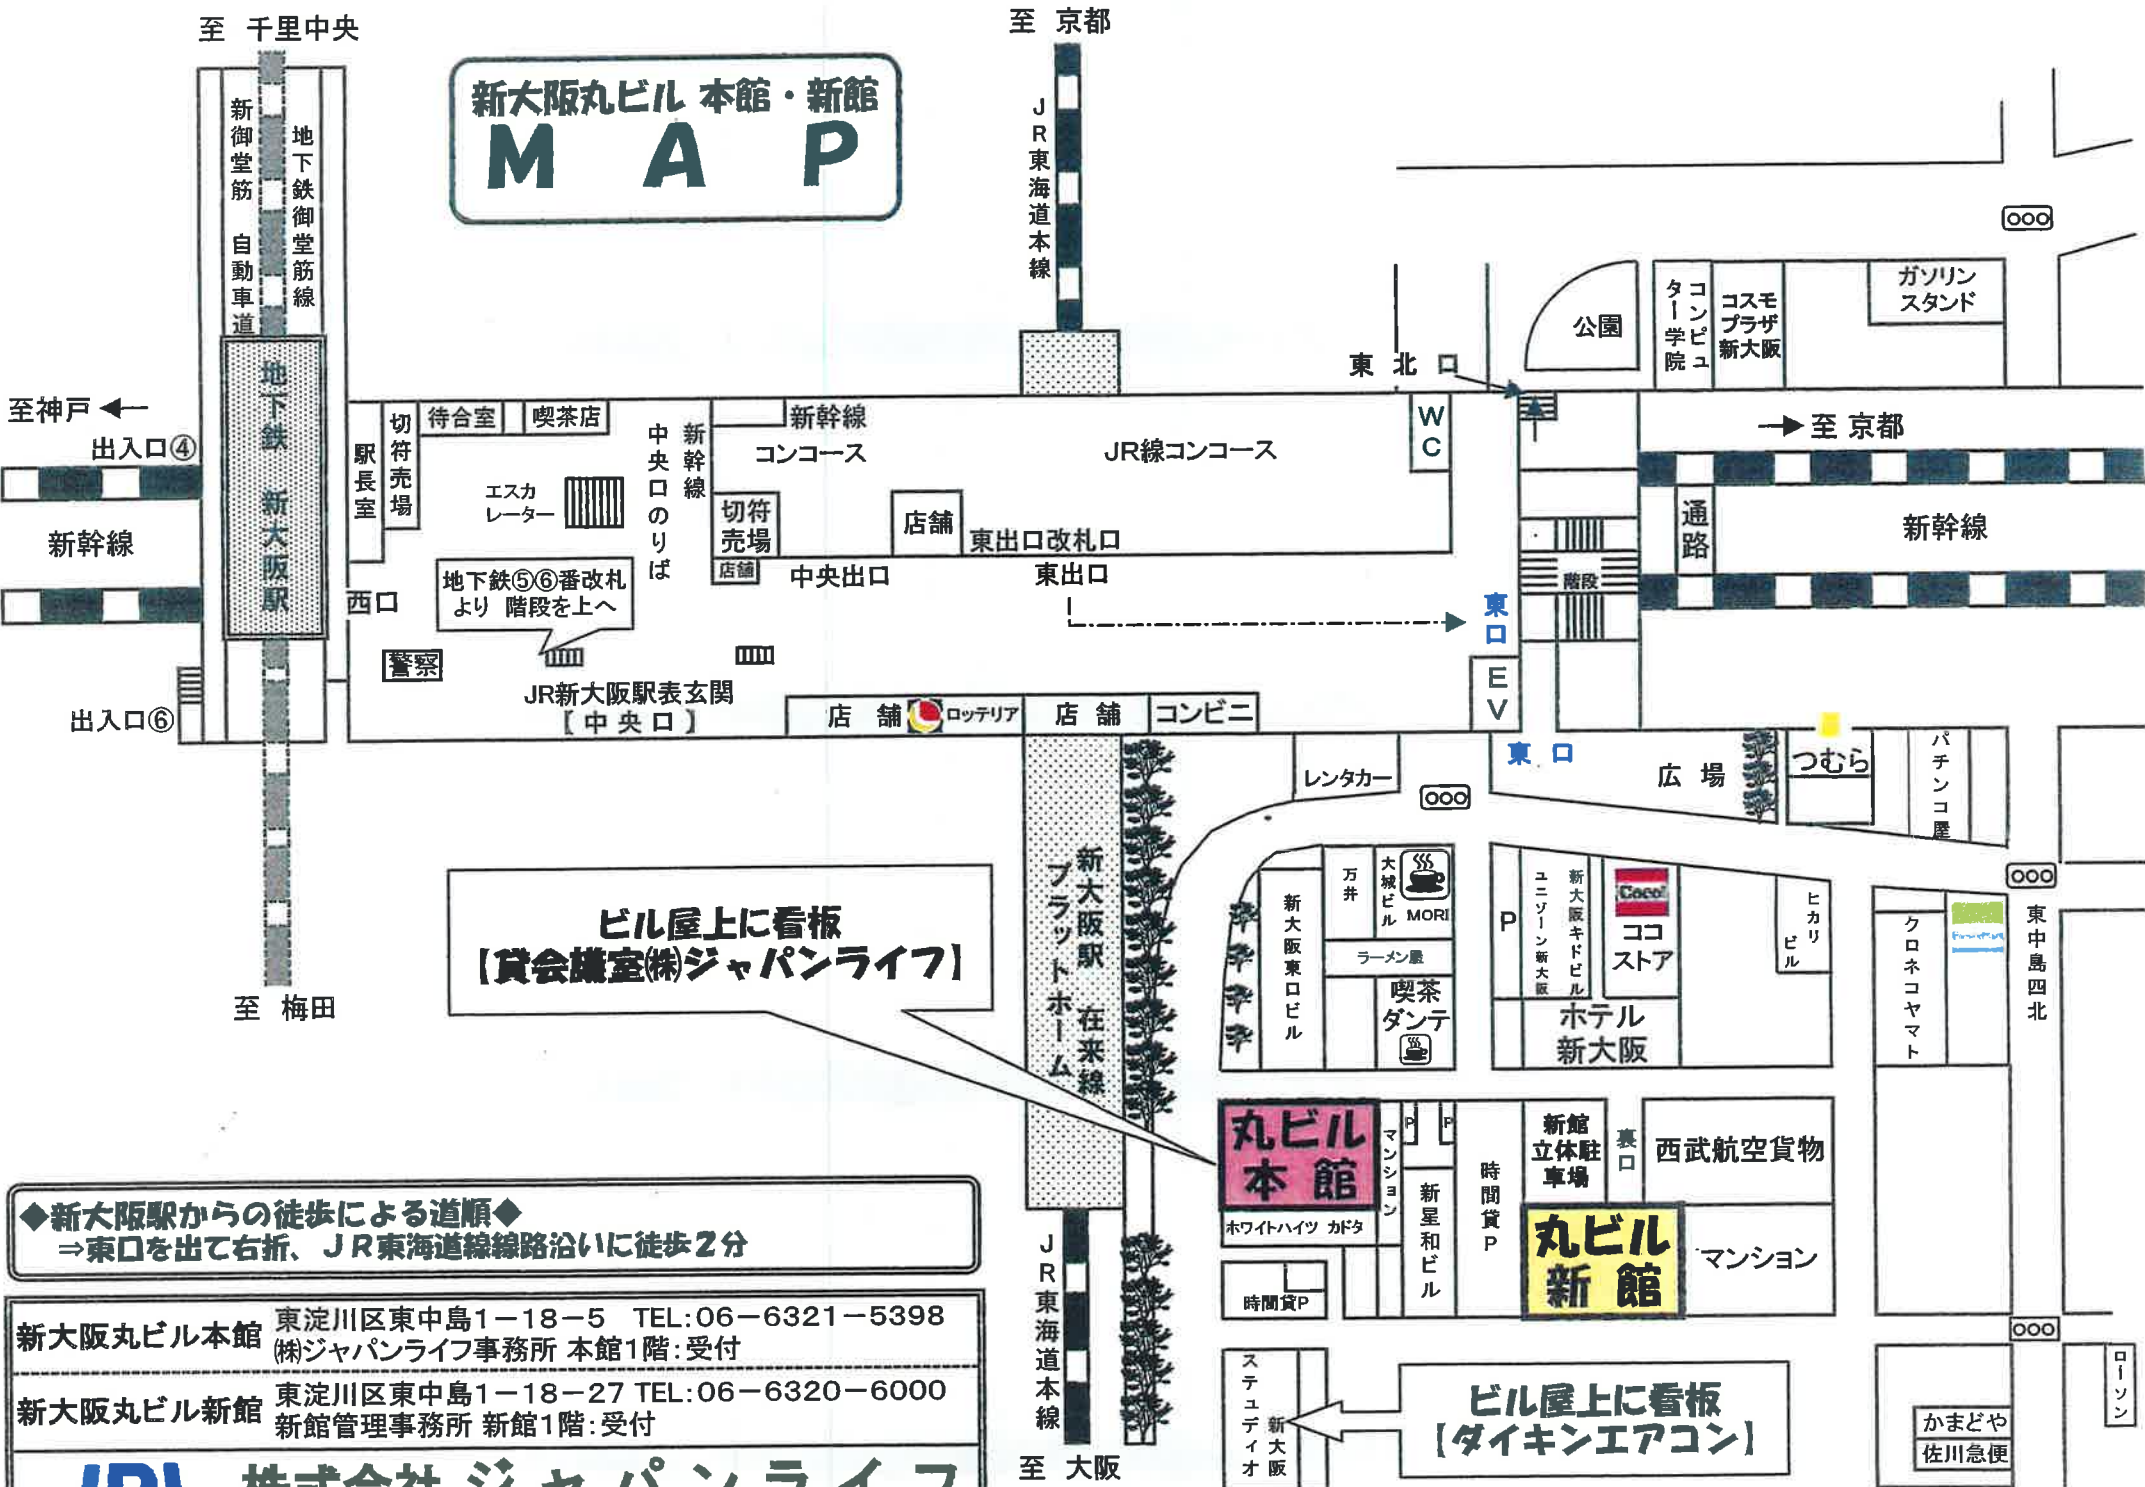 至 千里中央
新御堂筋 自動車道
地下鉄御堂筋線
新大阪丸ビル 本館・新館
MAP
至 京都
JR東海道本線
公園
コンピューター学院
コスモ
プラザ
新大阪
ガソリン
スタンド
東北口
至神戸
出入口④
地下鉄 新大阪駅
新幹線
出入口⑥
駅長室
切符売場
待合室
喫茶店
エスカ
レーター
新幹線
中央口のりば
新幹線
コンコース
JR線コンコース
WC
切符
売場
店舗
店舗
東出口改札口
中央出口
東出口
至 京都
通路
新幹線
階段
西口
地下鉄⑤⑥番改札
より 階段を上へ
警察
JR新大阪駅表玄関
【中央口】
店舗
ロッテリア
店舗
コンビニ
東口
EV
東口
レンタカー
広場
つむら
パチンコ屋
至 梅田
ビル屋上に看板
【貸会議室㈱ジャパンライフ】
新大阪駅 在来線
プラットホーム
新大阪東口ビル
万井
大城ビル
MORI
ラーメン屋
喫茶
ダンテ
P
ユニゾーン新大阪
新大阪キドビル
Coco!
ココ
ストア
ホテル
新大阪
ヒカリ
ビル
クロネコヤマト
東中島四北
丸ビル
本館
マンション
P
P
新星和ビル
時間貸P
新館
立体駐
車場
裏口
西武航空貨物
ホワイトハイツ カドタ
丸ビル
新館
マンション
時間貸P
◆新大阪駅からの徒歩による道順◆
⇒東口を出て右折、JR東海道線線路沿いに徒歩2分
新大阪丸ビル本館
東淀川区東中島1-18-5 TEL:06-6321-5398
㈱ジャパンライフ事務所 本館1階:受付
新大阪丸ビル新館
東淀川区東中島1-18-27 TEL:06-6320-6000
新館管理事務所 新館1階:受付
株式会社ジャパンライフ
JR東海道本線
至 大阪
ステュディオ
新大阪
ビル屋上に看板
【ダイキンエアコン】
ローソン
かまどや
佐川急便